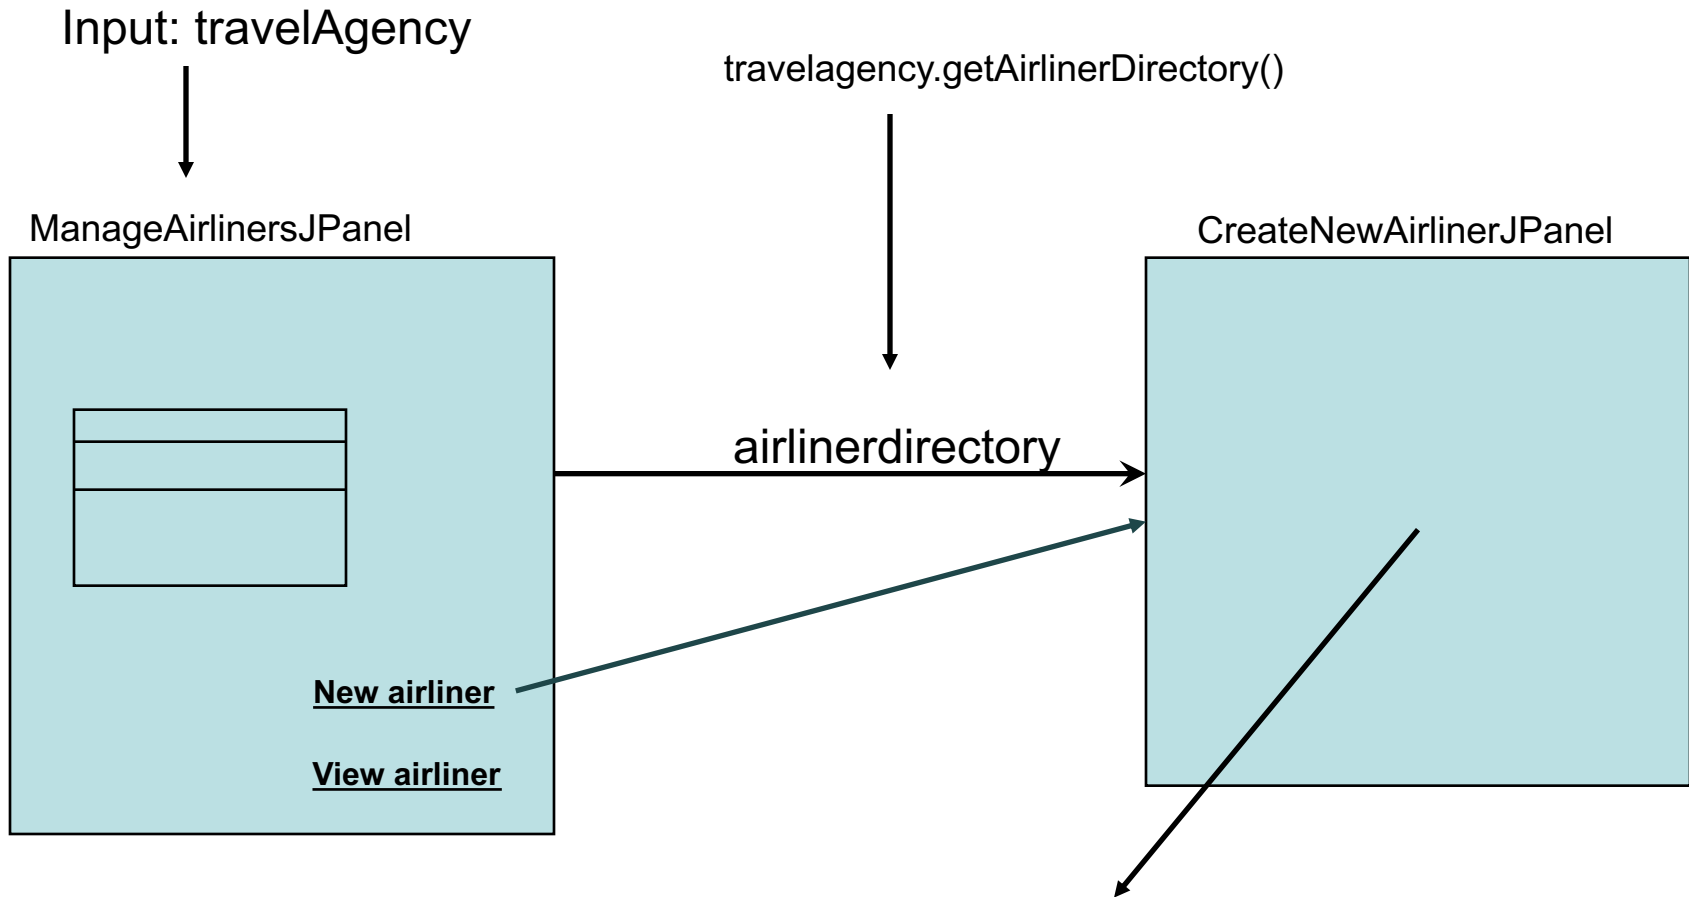 Input: travelAgency
travelagency.getAirlinerDirectory()
ManageAirlinersJPanel
CreateNewAirlinerJPanel
airlinerdirectory
New airliner
View airliner